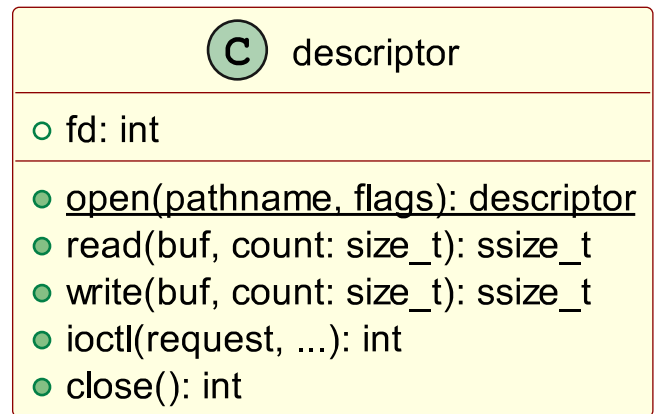 C descriptor
fd: int
open(pathname, flags): descriptor
read(buf, count: size_t): ssize_t
write(buf, count: size_t): ssize_t
ioctl(request, ...): int
close(): int